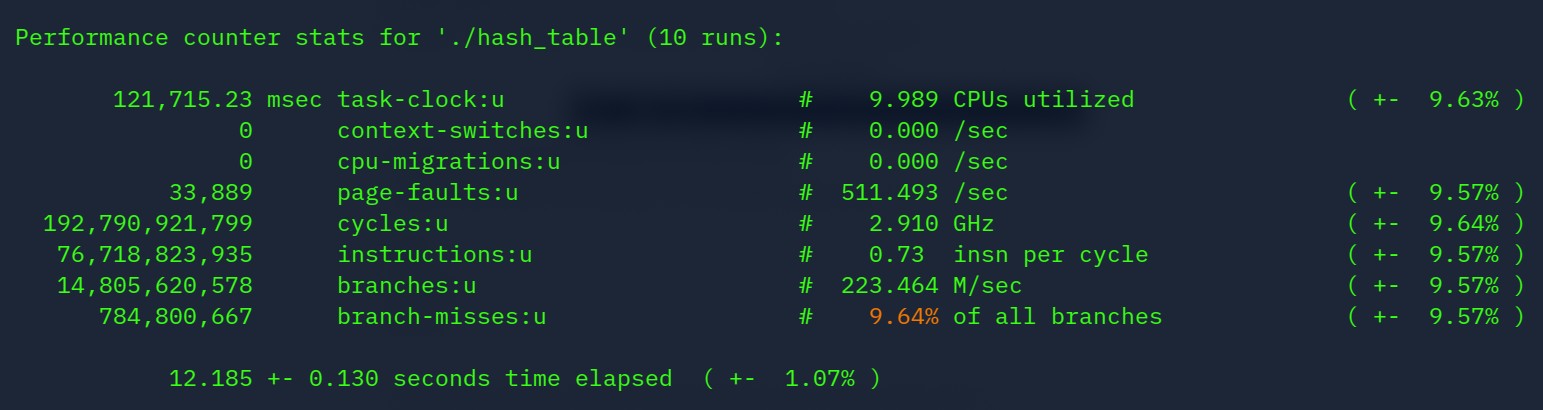 Performance counter stats for './hash_table' (10 runs):
121,715.23 msec task-clock:u # 9.989 CPUs utilized ( +- 9.63% )
0 context-switches:u # 0.000 /sec
0 cpu-migrations:u # 0.000 /sec
33,889 page-faults:u # 511.493 /sec ( +- 9.57% )
192,790,921,799 cycles:u # 2.910 GHz ( +- 9.64% )
76,718,823,935 instructions:u # 0.73 insn per cycle ( +- 9.57% )
14,805,620,578 branches:u # 223.464 M/sec ( +- 9.57% )
784,800,667 branch-misses:u # 9.64% of all branches ( +- 9.57% )
12.185 +- 0.130 seconds time elapsed ( +- 1.07% )